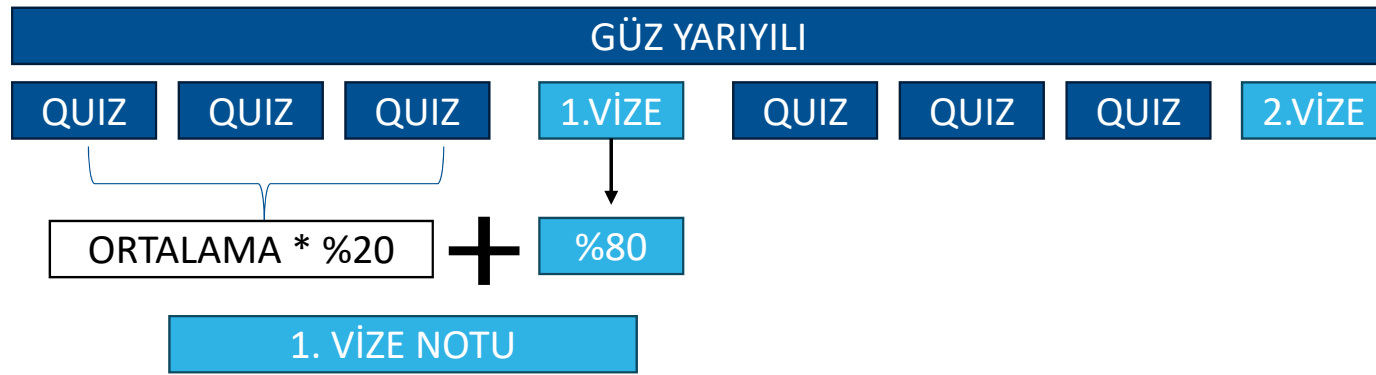 GÜZ YARIYILI
QUIZ QUIZ QUIZ 1.VİZE QUIZ QUIZ QUIZ 2.VİZE
ORTALAMA * %20 + %80
1. VİZE NOTU